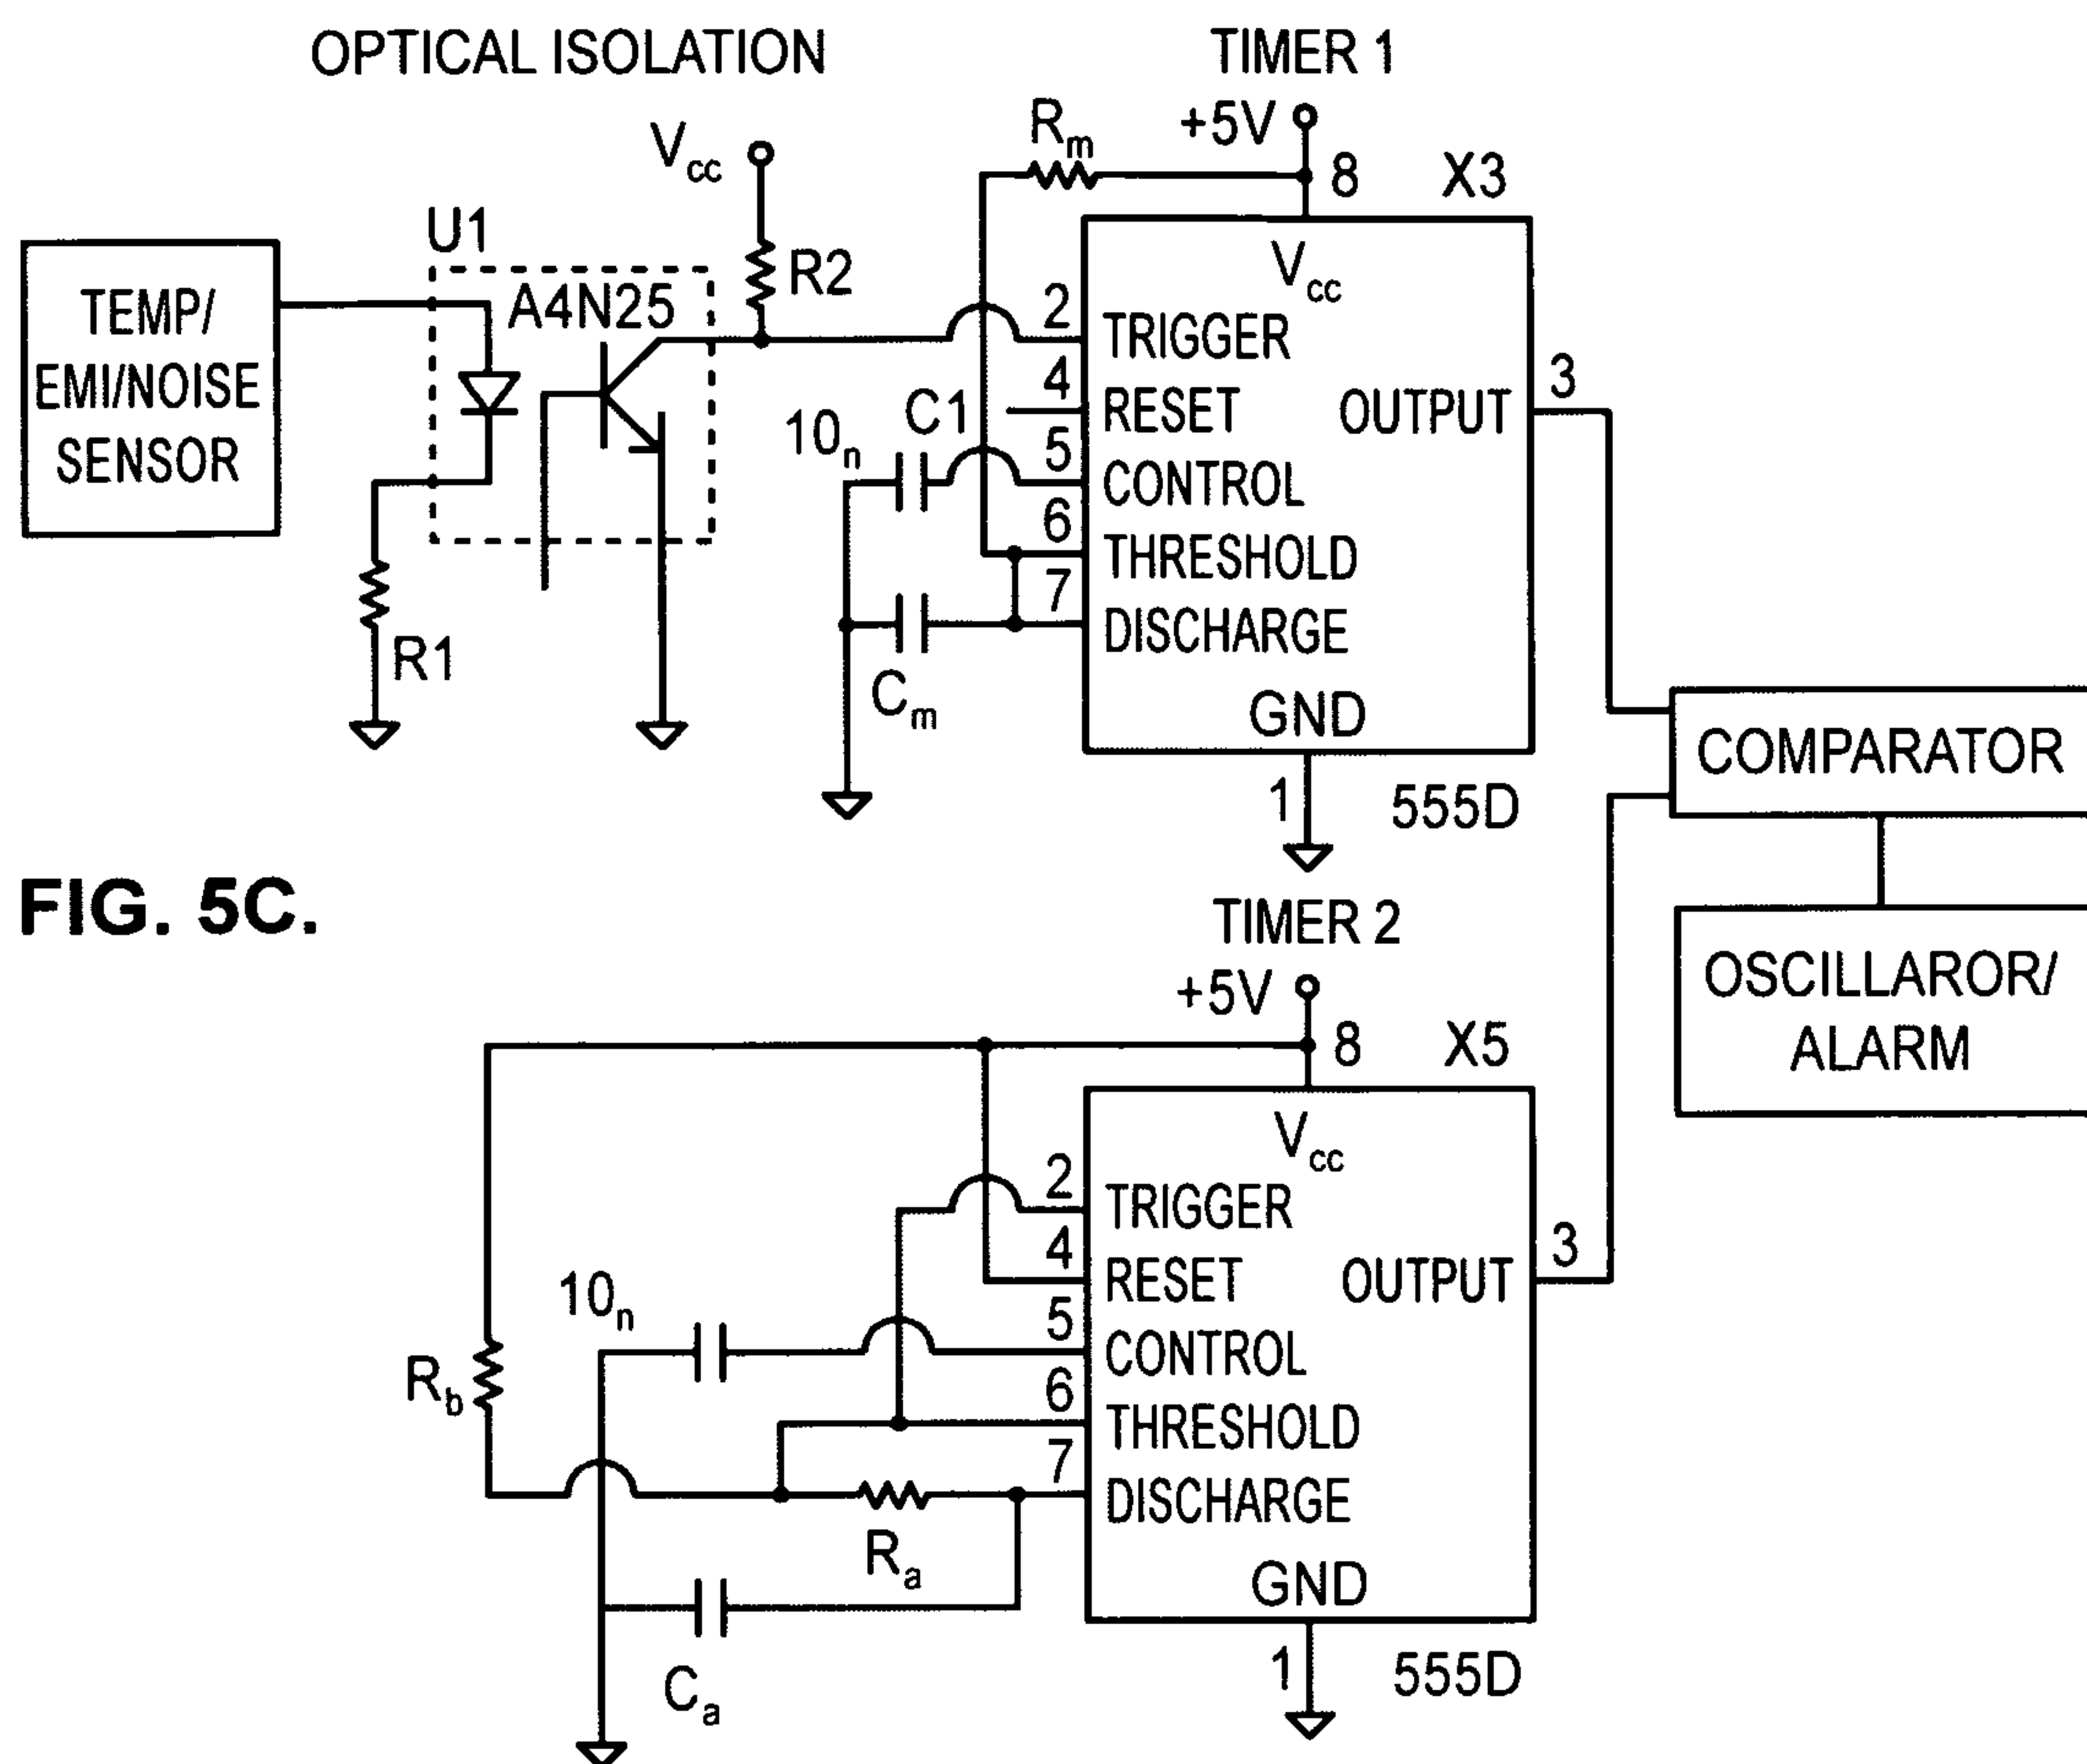 OPTICAL ISOLATION
TIMER 1
Vcc
Rm
+5V
8
X3
U1
A4N25
R2
TEMP/
EMI/NOISE
SENSOR
R1
10n
C1
Cm
Vcc
2
TRIGGER
4
RESET
OUTPUT
3
5
CONTROL
6
THRESHOLD
7
DISCHARGE
GND
1
555D
COMPARATOR
OSCILLAROR/
ALARM
FIG. 5C.
TIMER 2
+5V
8
X5
Vcc
2
TRIGGER
4
RESET
OUTPUT
3
10n
5
CONTROL
Rb
6
THRESHOLD
7
DISCHARGE
Ra
Ca
GND
1
555D